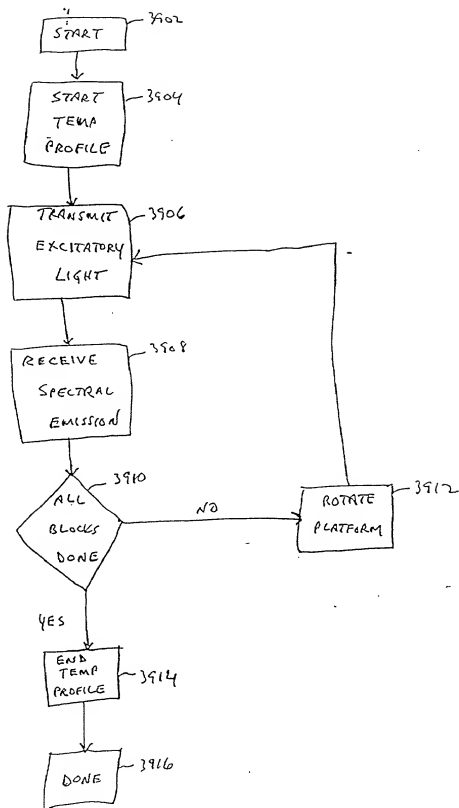 START
3902
START
TEMP
PROFILE
3904
TRANSMIT
EXCITATORY
LIGHT
3906
RECEIVE
SPECTRAL
EMISSION
3908
ALL
BLOCKS
DONE
3910
NO
ROTATE
PLATFORM
3912
YES
END
TEMP
PROFILE
3914
DONE
3916